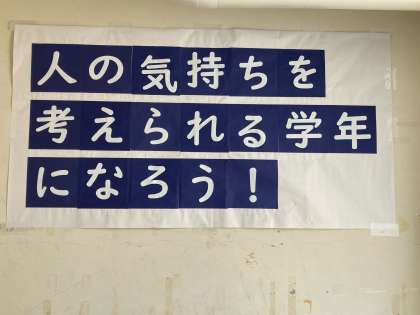 人の気持ちを
考えられる学年
になろう！